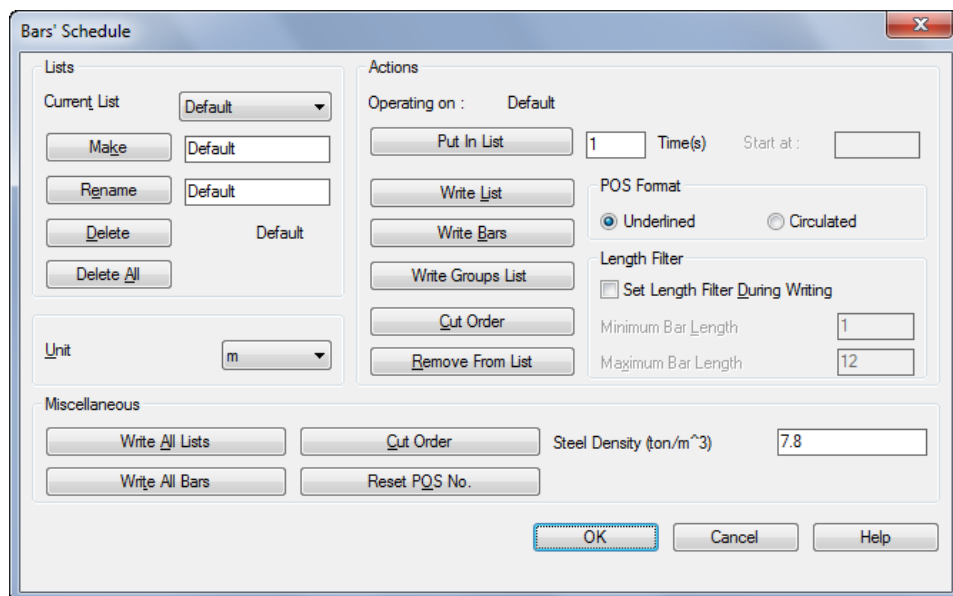 Bars' Schedule
Lists
Current List
Default
Make
Default
Rename
Default
Delete
Default
Delete All
Unit
m
Actions
Operating on :
Default
Put In List
1
Time(s)
Start at :
Write List
Write Bars
Write Groups List
Cut Order
Remove From List
POS Format
Underlined
Circulated
Length Filter
Set Length Filter During Writing
Minimum Bar Length
1
Maximum Bar Length
12
Miscellaneous
Write All Lists
Cut Order
Steel Density (ton/m^3)
7.8
Write All Bars
Reset POS No.
OK
Cancel
Help